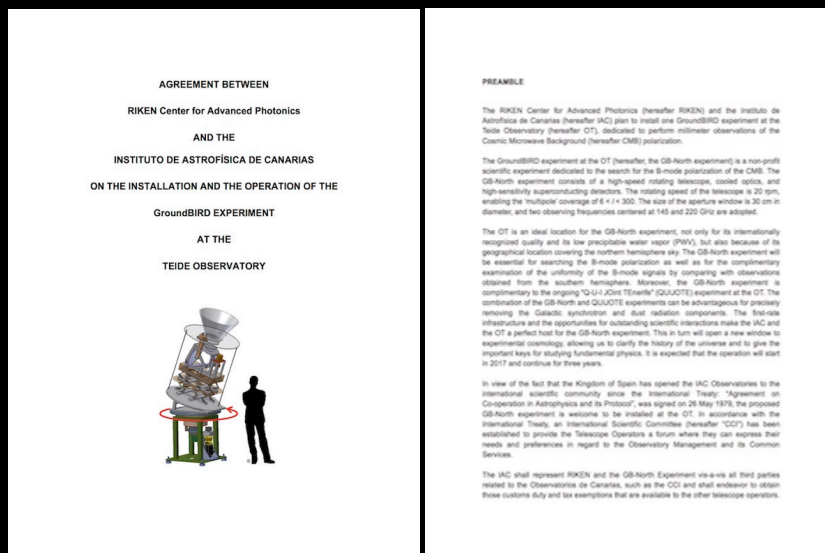 AGREEMENT BETWEEN
RIKEN Center for Advanced Photonics
AND THE
INSTITUTO DE ASTROFÍSICA DE CANARIAS
ON THE INSTALLATION AND THE OPERATION OF THE
GroundBIRD EXPERIMENT
AT THE
TEIDE OBSERVATORY
PREAMBLE
The RIKEN Center for Advanced Photonics (hereafter RIKEN) and the Instituto de
Astrofísica de Canarias (hereafter IAC) plan to install one GroundBIRD experiment at the
Teide Observatory (hereafter OT), dedicated to perform millimeter observations of the
Cosmic Microwave Background (hereafter CMB) polarization.
The GroundBIRD experiment at the OT (hereafter, the GB-North experiment) is a non-profit
scientific experiment dedicated to the search for the B-mode polarization of the CMB. The
GB-North experiment consists of a high-speed rotating telescope, cooled optics, and
high-sensitivity superconducting detectors. The rotating speed of the telescope is 20 rpm,
enabling the 'multipole' coverage of 6 < l < 300. The size of the aperture window is 30 cm in
diameter, and two observing frequencies centered at 145 and 220 GHz are adopted.
The OT is an ideal location for the GB-North experiment, not only for its internationally
recognized quality and its low precipitable water vapor (PWV), but also because of its
geographical location covering the northern hemisphere sky. The GB-North experiment will
be essential for searching the B-mode polarization as well as for the complimentary
examination of the uniformity of the B-mode signals by comparing with observations
obtained from the southern hemisphere. Moreover, the GB-North experiment is
complimentary to the ongoing "Q-U-I JOint TEnerife" (QUIJOTE) experiment at the OT. The
combination of the GB-North and QUIJOTE experiments can be advantageous for precisely
removing the Galactic synchrotron and dust radiation components. The first-rate
infrastructure and the opportunities for outstanding scientific interactions make the IAC and
the OT a perfect host for the GB-North experiment. This in turn will open a new window to
experimental cosmology, allowing us to clarify the history of the universe and to give the
important keys for studying fundamental physics. It is expected that the operation will start
in 2017 and continue for three years.
In view of the fact that the Kingdom of Spain has opened the IAC Observatories to the
international scientific community since the International Treaty: "Agreement on
Co-operation in Astrophysics and its Protocol", was signed on 26 May 1979, the proposed
GB-North experiment is welcome to be installed at the OT. In accordance with the
International Treaty, an International Scientific Committee (hereafter "CCI") has been
established to provide the Telescope Operators a forum where they can express their
needs and preferences in regard to the Observatory Management and its Common
Services.
The IAC shall represent RIKEN and the GB-North Experiment vis-a-vis all third parties
related to the Observatorios de Canarias, such as the CCI and shall endeavor to obtain
those customs duty and tax exemptions that are available to the other telescope operators.